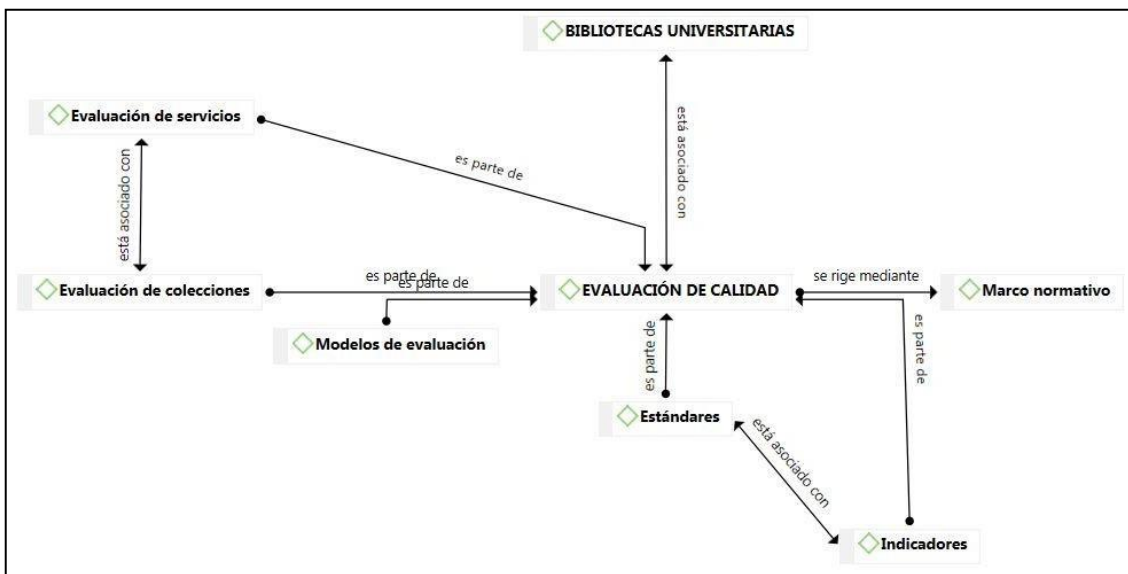 BIBLIOTECAS UNIVERSITARIAS
Evaluación de servicios
está asociado con
es parte de
está asociado con
Evaluación de colecciones
es parte de
es parte de
EVALUACIÓN DE CALIDAD
se rige mediante
Marco normativo
Modelos de evaluación
es parte de
es parte de
Estándares
está asociado con
Indicadores